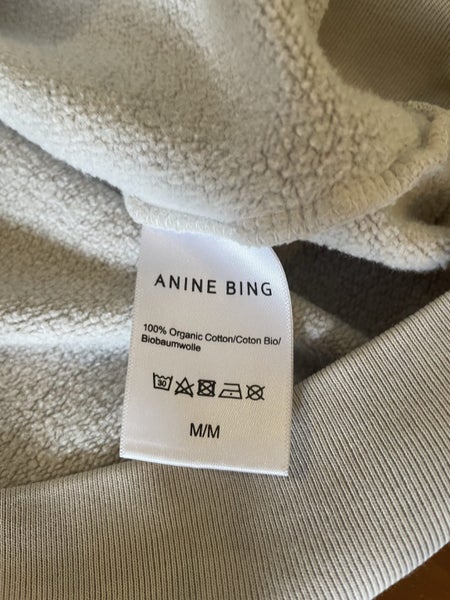 ANINE BING
100% Organic Cotton/Coton Bio/
Biobaumwolle
30
M/M